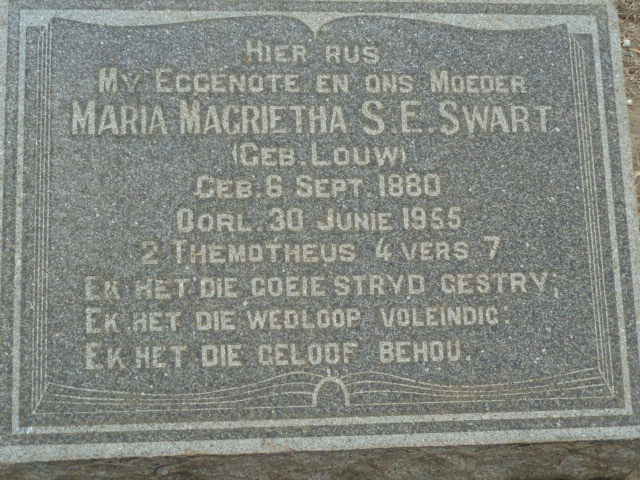 HIER RUS
MY EGGENOTE EN ONS MOEDER
MARIA MAGRIETHA S.E. SWART.
(GEB. LOUW)
GEB. 6 SEPT. 1880
OORL. 30 JUNIE 1955
2 THEMOTHEUS 4 VERS 7
EK HET DIE GOEIE STRYD GESTRY;
EK HET DIE WEDLOOP VOLEINDIG:
EK HET DIE GELOOF BEHOU.